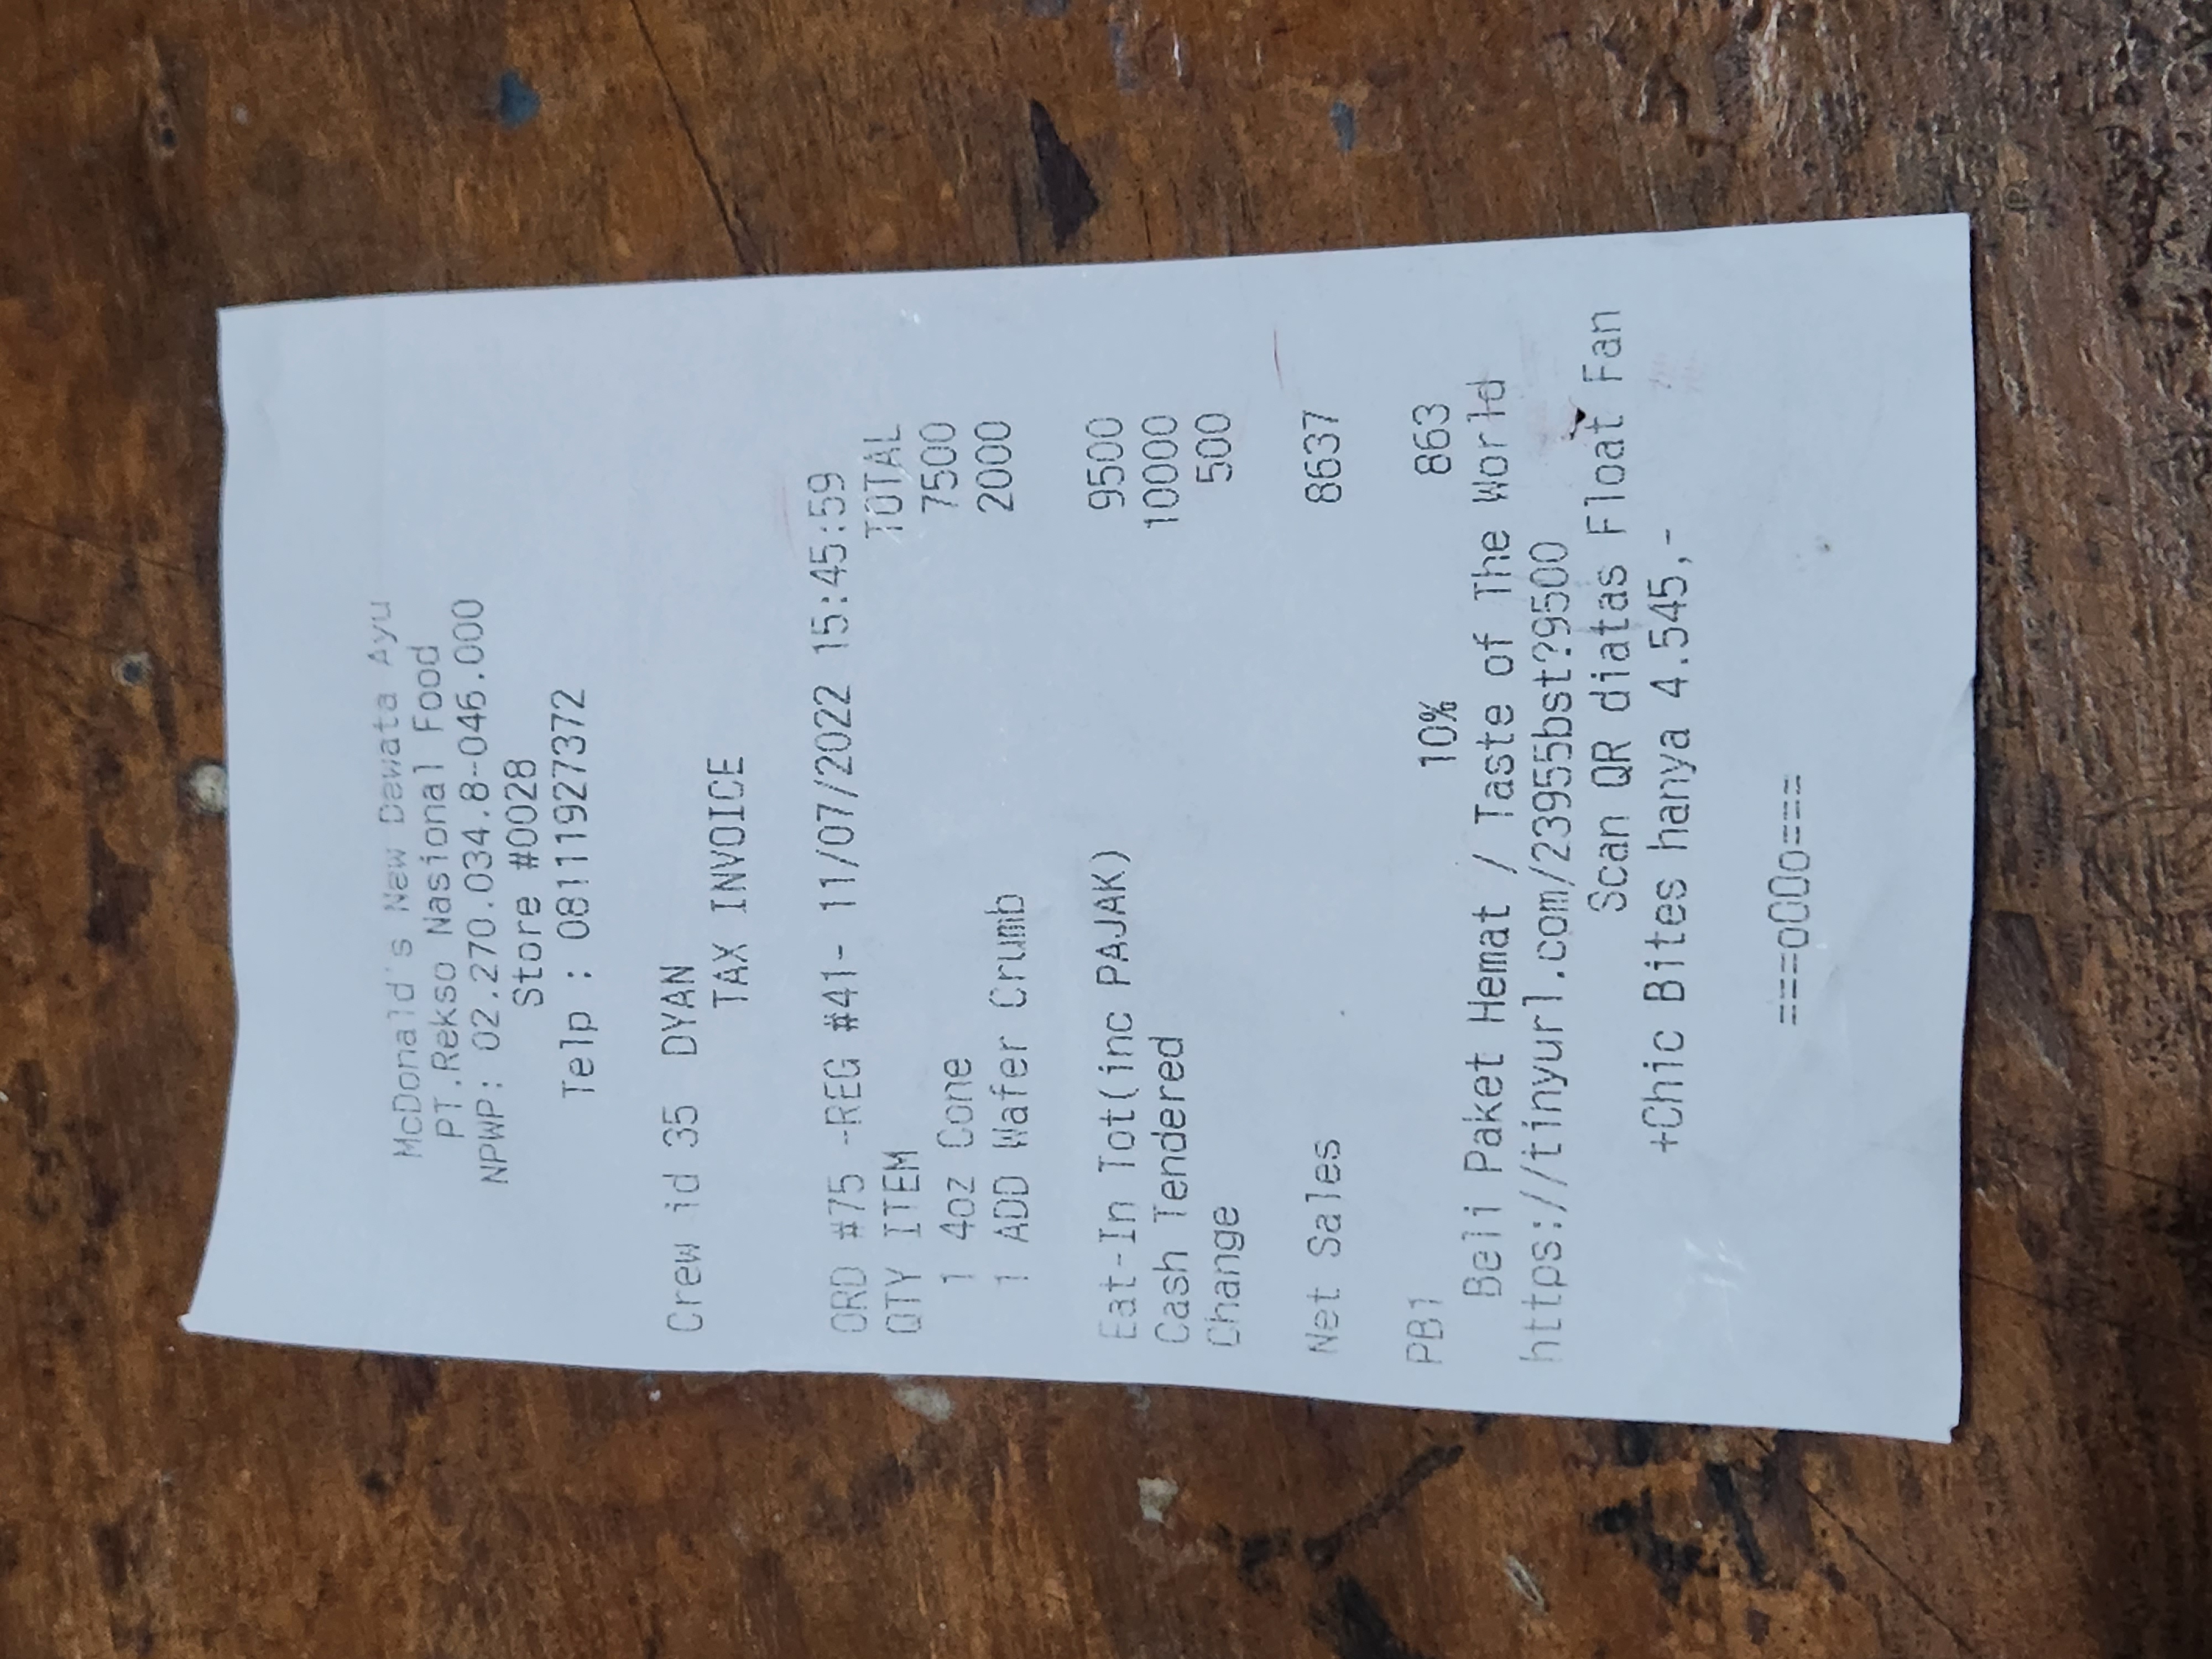 McDonald's New Dewata Ayu
PT.Rekso Nasional Food
NPWP: 02.270.034.8-046.000
Store #0028
Telp : 08111927372
Crew id 35 DYAN
TAX INVOICE
ORD #75 -REG #41- 11/07/2022 15:45:59
QTY ITEM TOTAL
1 4oz Cone 7500
1 ADD Wafer Crumb 2000
Eat-In Tot(inc PAJAK) 9500
Cash Tendered 10000
Change 500
Net Sales 8637
PB1 10% 863
Beli Paket Hemat / Taste of The World
https://tinyurl.com/23955bst?9500
Scan QR diatas Float Fan
+Chic Bites hanya 4.545,-
===oOOo===